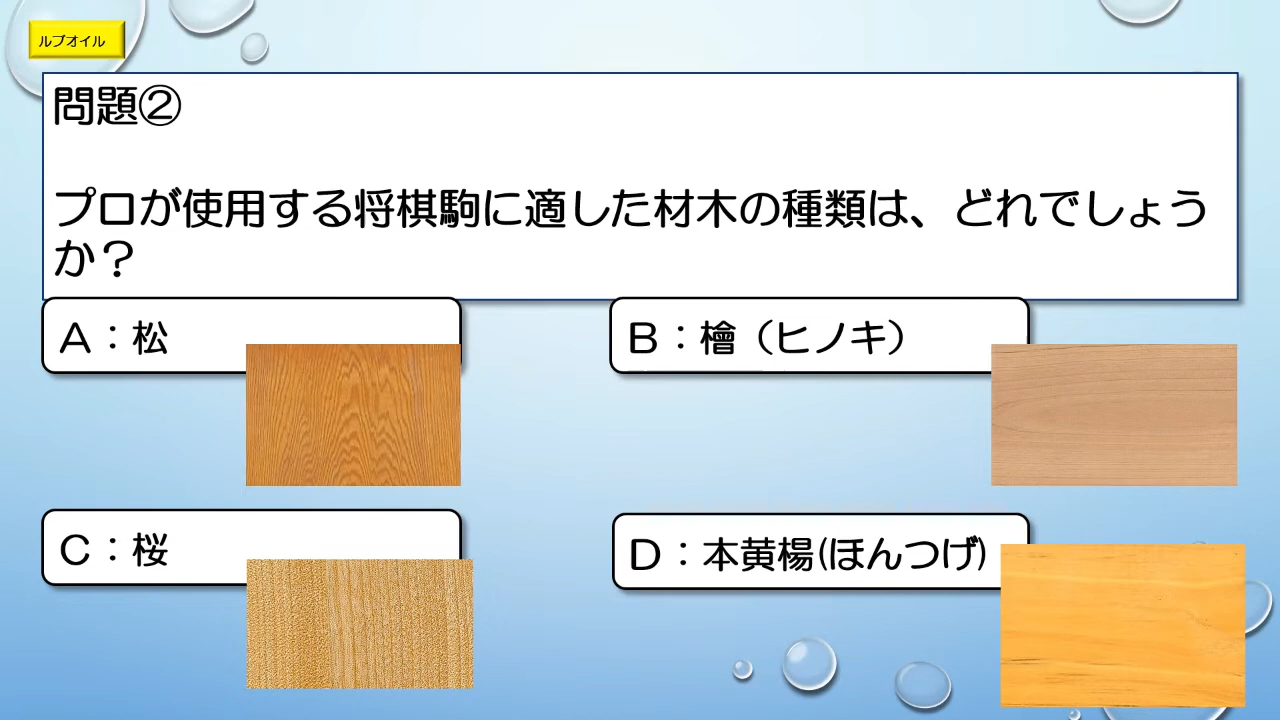 ルブオイル
問題②
プロが使用する将棋駒に適した材木の種類は、どれでしょう
か？
A：松
B：檜（ヒノキ）
C：桜
D：本黄楊(ほんつげ)